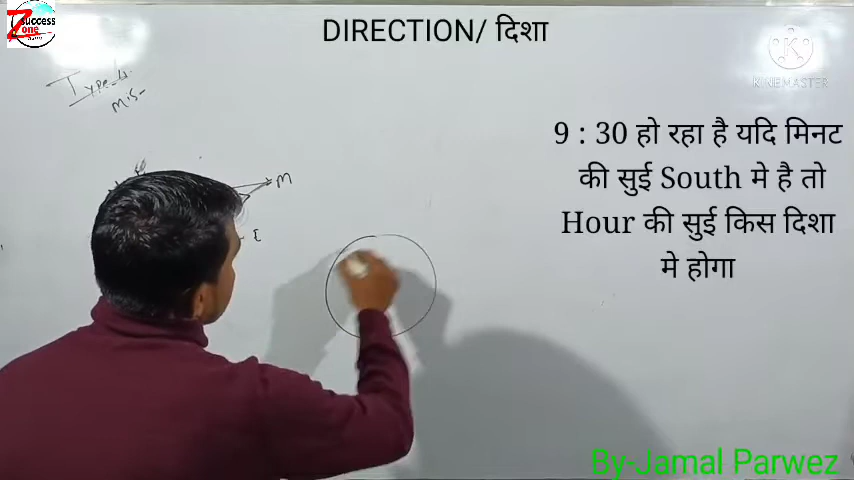 Success
Zone
DIRECTION/ दिशा
KINEMASTER
Type-4
M
E
9 : 30 हो रहा है यदि मिनट
की सुई South मे है तो
Hour की सुई किस दिशा
मे होगा
By-Jamal Parwez